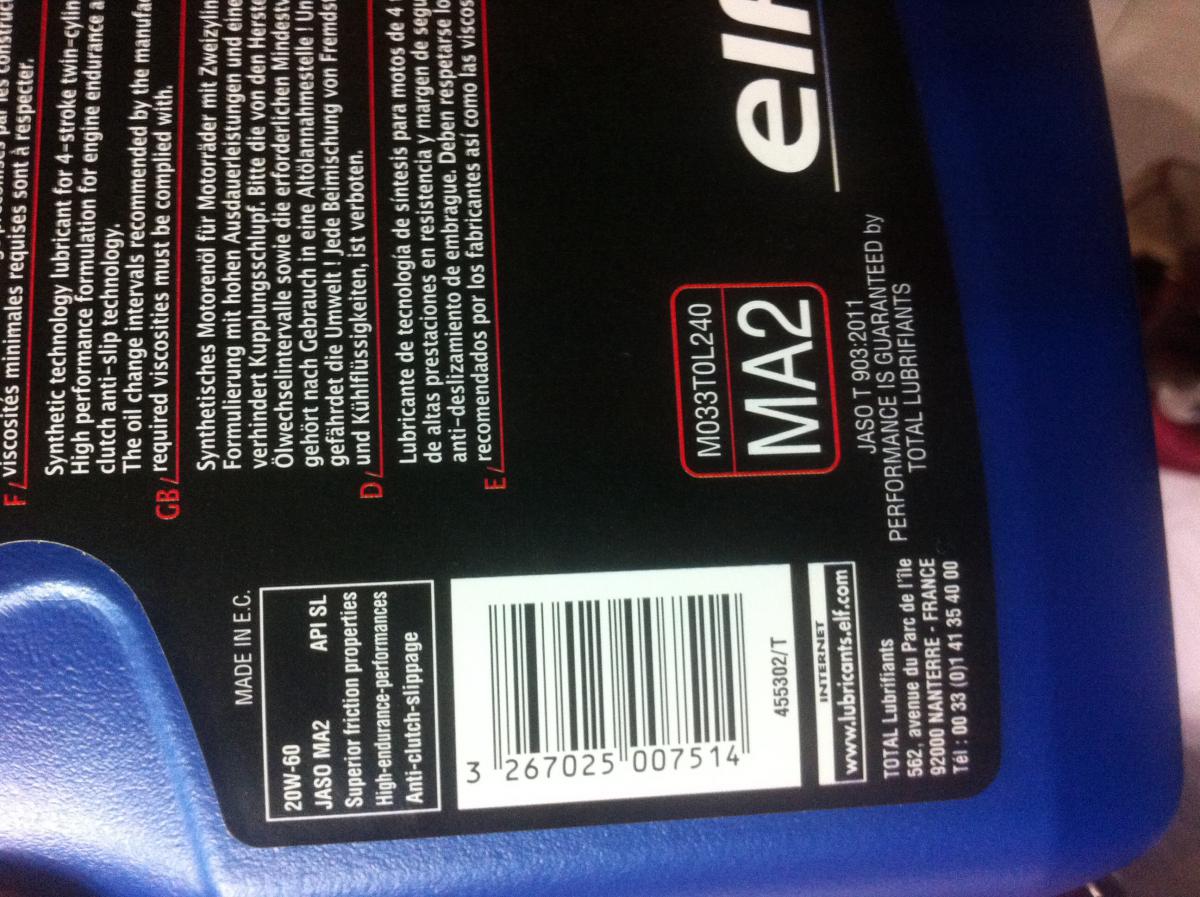 par les construct
viscosités minimales requises sont à respecter.
F
Synthetic technology lubricant for 4-stroke twin-cylin
High performance formulation for engine endurance a
clutch anti-slip technology.
The oil change intervals recommended by the manufa
required viscosities must be complied with.
GB
Synthetisches Motorenöl für Motorräder mit Zweizylin
Formulierung mit hohen Ausdauerleistungen und eine
verhindert Kupplungsschlupf. Bitte die von den Herste
Ölwechselintervalle sowie die erforderlichen Mindestv
gehört nach Gebrauch in eine Altölannahmestelle ! Un
gefährdet die Umwelt ! Jede Beimischung von Fremdst
und Kühlflüssigkeiten, ist verboten.
D
Lubricante de tecnología de síntesis para motos de 4 t
de altas prestaciones en resistencia y margen de segu
anti-deslizamiento de embrague. Deben respetarse lo
recomendados por los fabricantes así como las viscos
E
elf
MADE IN E.C.
20W-60
JASO MA2 API SL
Superior friction properties
High-endurance-performances
Anti-clutch-slippage
3 267025 007514
455302/T
INTERNET
www.lubricants.elf.com
TOTAL Lubrifiants
562, avenue du Parc de l'île
92000 NANTERRE - FRANCE
Tél : 00 33 (0)1 41 35 40 00
M033T0L240
MA2
JASO T 903:2011
PERFORMANCE IS GUARANTEED by
TOTAL LUBRIFIANTS